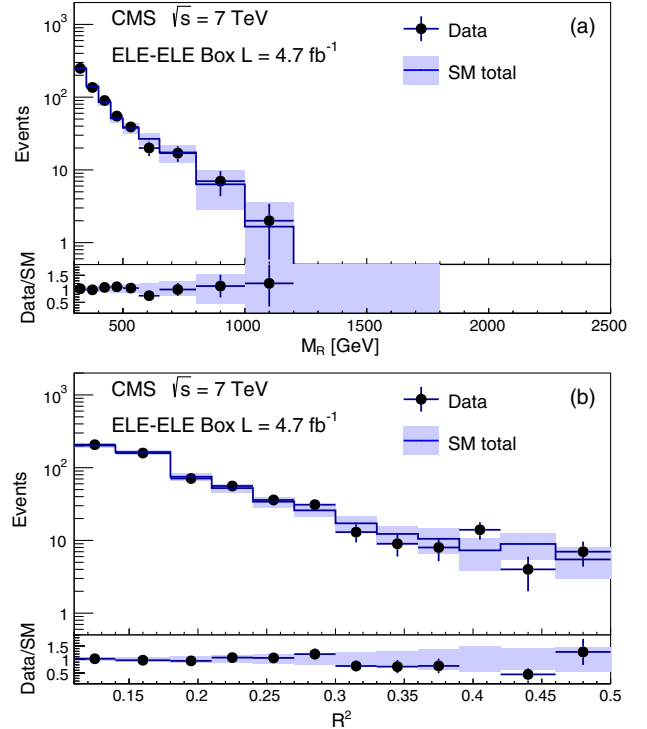 CMS √s = 7 TeV
(a)
ELE-ELE Box L = 4.7 fb⁻¹
Data
SM total
Events
10³
10²
10
1
Data/SM
1.5
1
0.5
500 1000 1500 2000 2500
M_R [GeV]
CMS √s = 7 TeV
(b)
ELE-ELE Box L = 4.7 fb⁻¹
Data
SM total
Events
10³
10²
10
1
Data/SM
1.5
1
0.5
0.15 0.2 0.25 0.3 0.35 0.4 0.45 0.5
R²